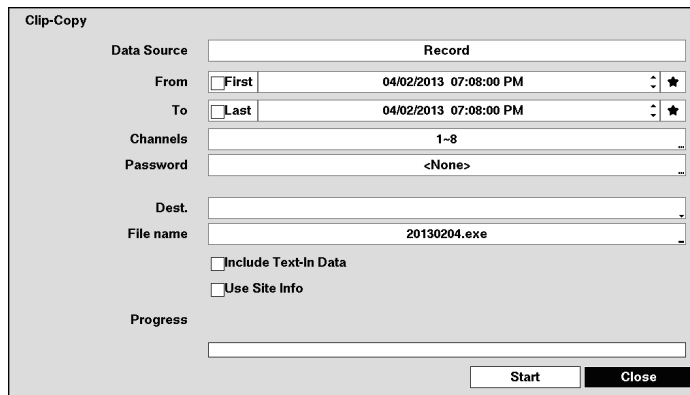 Clip-Copy
Data Source Record
From First 04/02/2013 07:08:00 PM
To Last 04/02/2013 07:08:00 PM
Channels 1~8 ...
Password <None> ...
Dest.
File name 20130204.exe
Include Text-In Data
Use Site Info
Progress
Start Close